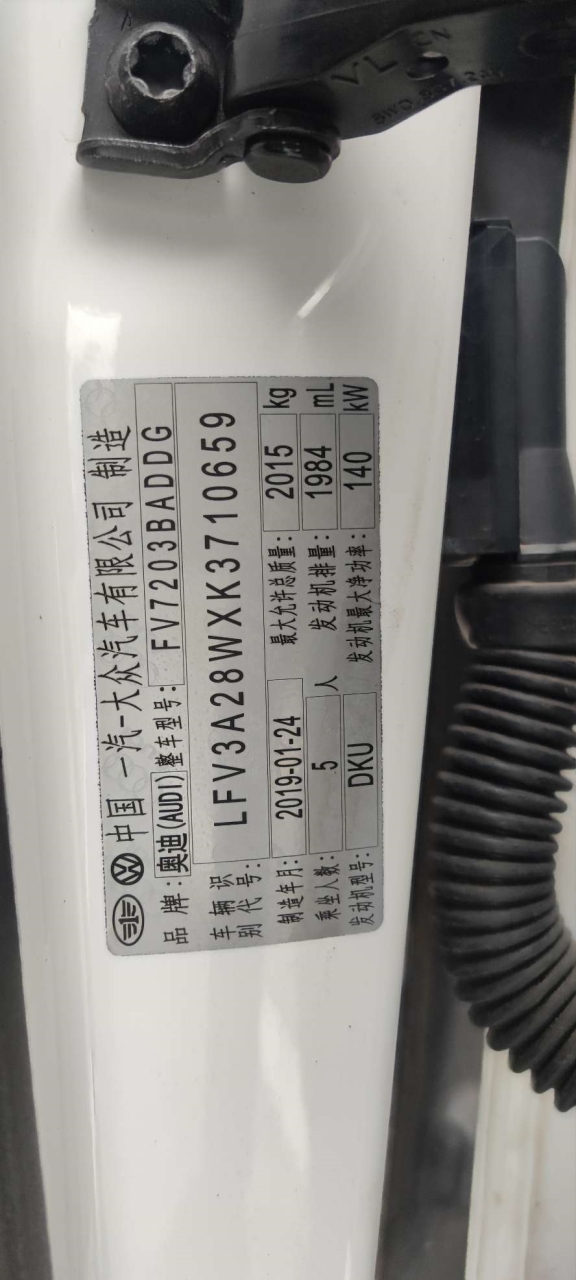 VL CN
中国 一汽-大众汽车有限公司 制造
品 牌: 奥迪(AUDI) 整车型号: FV7203BADDG
车辆识别代号: LFV3A28WXK3710659
制造年月: 2019-01-24 最大允许总质量: 2015 kg
乘坐人数: 5 人 发动机排量: 1984 mL
发动机型号: DKU 发动机最大净功率: 140 kW